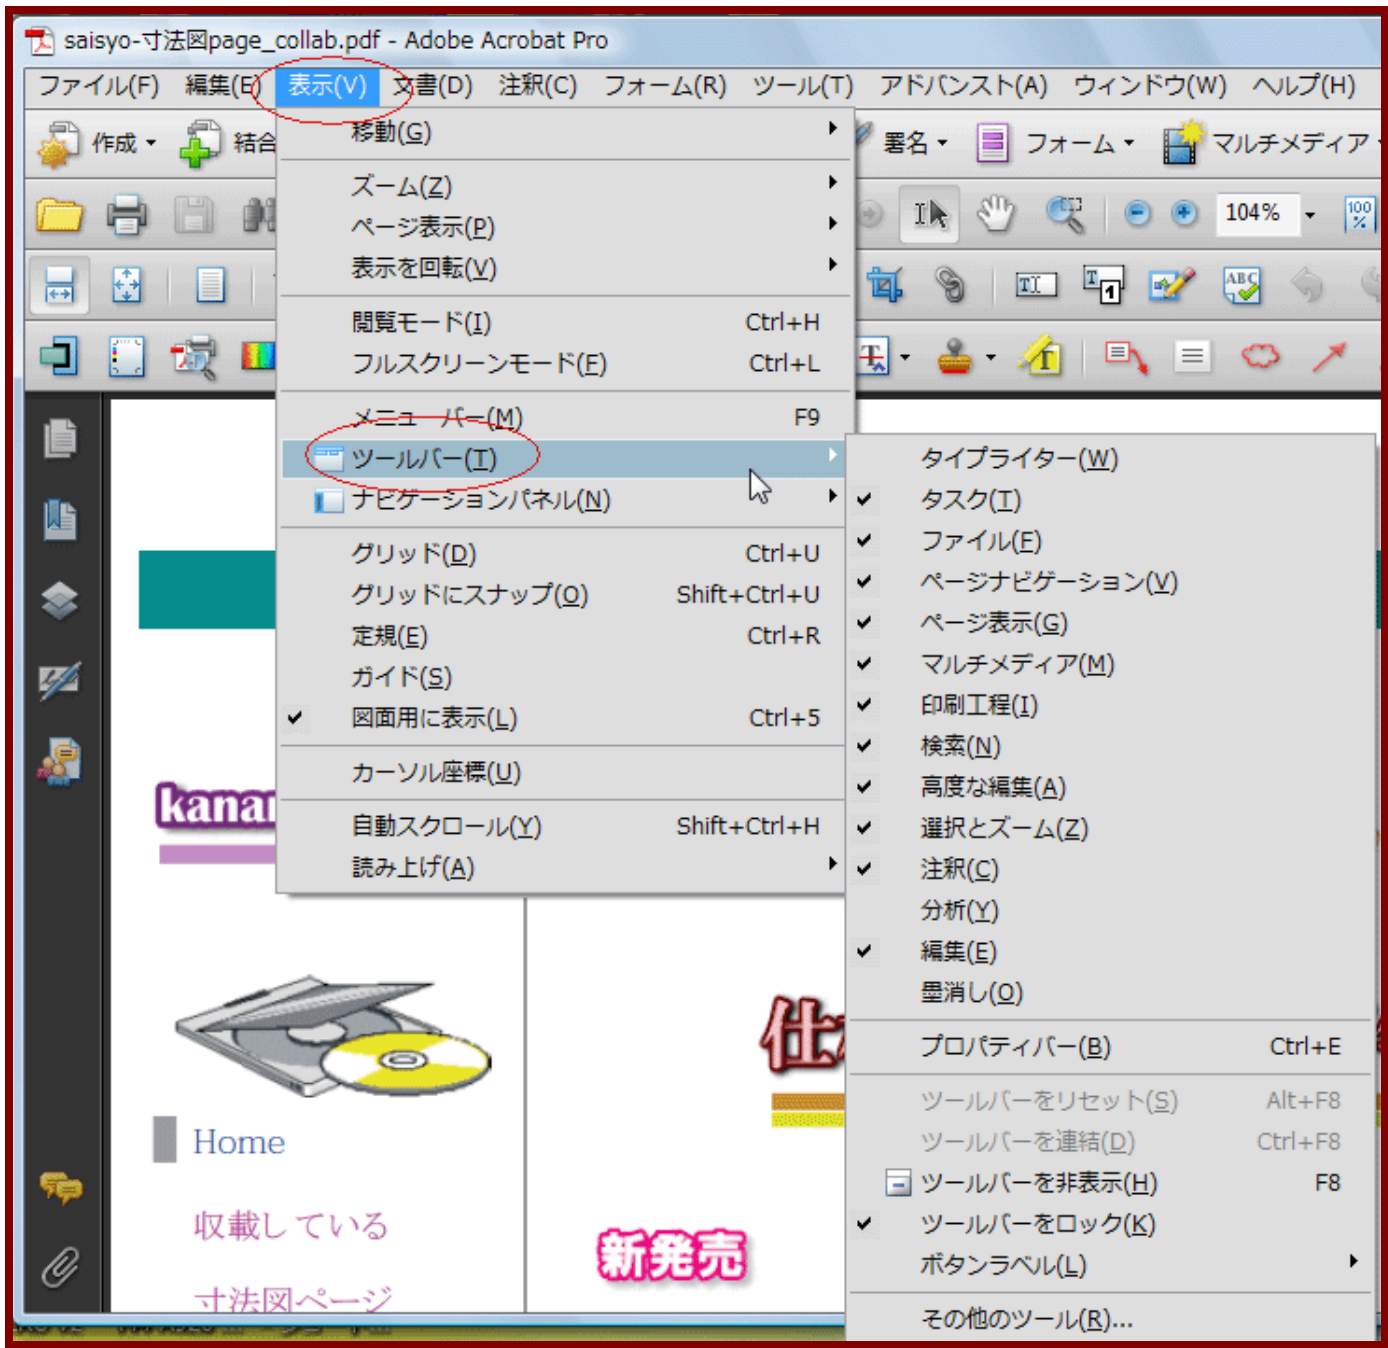 saisyo-寸法図page_collab.pdf - Adobe Acrobat Pro
ファイル(F) 編集(E) 表示(V) 文書(D) 注釈(C) フォーム(R) ツール(T) アドバンスト(A) ウィンドウ(W) ヘルプ(H)
作成 結合 署名 フォーム マルチメディア
104%
移動(G)
ズーム(Z)
ページ表示(P)
表示を回転(V)
閲覧モード(I) Ctrl+H
フルスクリーンモード(F) Ctrl+L
メニューバー(M) F9
ツールバー(T)
ナビゲーションパネル(N)
グリッド(D) Ctrl+U
グリッドにスナップ(O) Shift+Ctrl+U
定規(E) Ctrl+R
ガイド(S)
図面用に表示(L) Ctrl+5
カーソル座標(U)
自動スクロール(Y) Shift+Ctrl+H
読み上げ(A)
タイプライター(W)
タスク(T)
ファイル(F)
ページナビゲーション(V)
ページ表示(G)
マルチメディア(M)
印刷工程(I)
検索(N)
高度な編集(A)
選択とズーム(Z)
注釈(C)
分析(Y)
編集(E)
墨消し(O)
プロパティバー(B) Ctrl+E
ツールバーをリセット(S) Alt+F8
ツールバーを連結(D) Ctrl+F8
ツールバーを非表示(H) F8
ツールバーをロック(K)
ボタンラベル(L)
その他のツール(R)...
kana
仕
Home
収載している
寸法図ページ
新発売